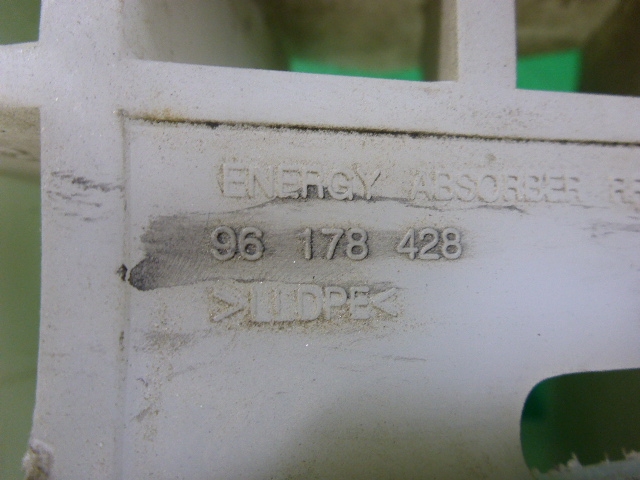 ENERGY ABSORBER
96 178 428
>LLDPE<